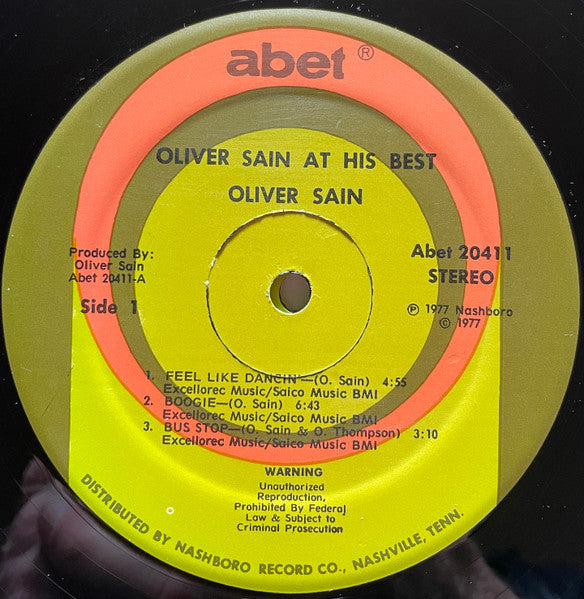 abet®
OLIVER SAIN AT HIS BEST
OLIVER SAIN
Produced By:
Oliver Sain
Abet 20411-A
Side 1
Abet 20411
STEREO
Ⓟ 1977 Nashboro
© 1977
1. FEEL LIKE DANCIN'—(O. Sain) 4:55
Excellorec Music/Saico Music BMI
2. BOOGIE—(O. Sain) 6:43
Excellorec Music/Saico Music BMI
3. BUS STOP—(O. Sain & O. Thompson) 3:10
Excellorec Music/Saico Music BMI
WARNING
Unauthorized
Reproduction,
Prohibited By Federal
Law & Subject to
Criminal Prosecution
DISTRIBUTED BY NASHBORO RECORD CO., NASHVILLE, TENN.